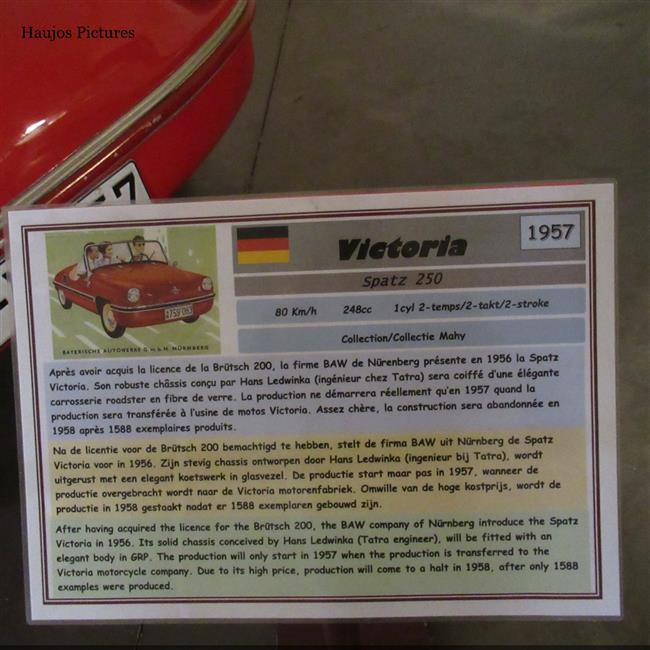 Haujos Pictures
7
Victoria
1957
Spatz 250
80 Km/h 248cc 1cyl 2-temps/2-takt/2-stroke
Collection/Collectie Mahy
BAYERISCHE AUTOWERKE G.m.b.H. NÜRNBERG
Après avoir acquis la licence de la Brütsch 200, la firme BAW de Nürenberg présente en 1956 la Spatz
Victoria. Son robuste châssis conçu par Hans Ledwinka (ingénieur chez Tatra) sera coiffé d'une élégante
carrosserie roadster en fibre de verre. La production ne démarrera réellement qu'en 1957 quand la
production sera transférée à l'usine de motos Victoria. Assez chère, la construction sera abandonnée en
1958 après 1588 exemplaires produits.
Na de licentie voor de Brütsch 200 bemachtigd te hebben, stelt de firma BAW uit Nürnberg de Spatz
Victoria voor in 1956. Zijn stevig chassis ontworpen door Hans Ledwinka (ingenieur bij Tatra), wordt
uitgerust met een elegant koetswerk in glasvezel. De productie start maar pas in 1957, wanneer de
productie overgebracht wordt naar de Victoria motorenfabriek. Omwille van de hoge kostprijs, wordt de
productie in 1958 gestaakt nadat er 1588 exemplaren gebouwd zijn.
After having acquired the licence for the Brütsch 200, the BAW company of Nürnberg introduce the Spatz
Victoria in 1956. Its solid chassis conceived by Hans Ledwinka (Tatra engineer), will be fitted with an
elegant body in GRP. The production will only start in 1957 when the production is transferred to the
Victoria motorcycle company. Due to its high price, production will come to a halt in 1958, after only 1588
examples were produced.